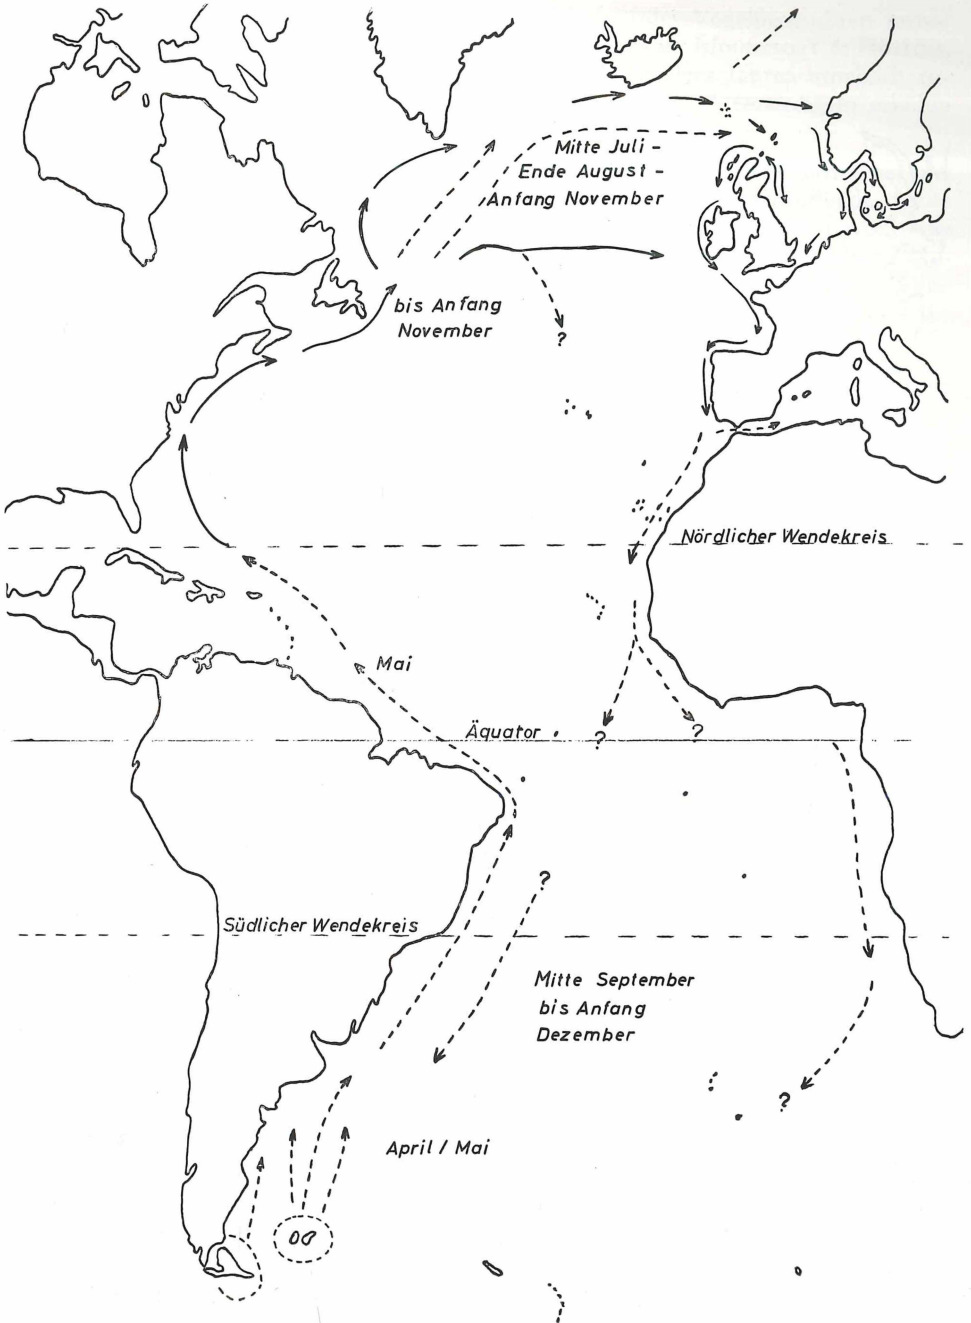 Mitte Juli -
Ende August -
Anfang November
bis Anfang
November
?
Nördlicher Wendekreis
Mai
Äquator
?
?
?
Südlicher Wendekreis
Mitte September
bis Anfang
Dezember
?
April / Mai